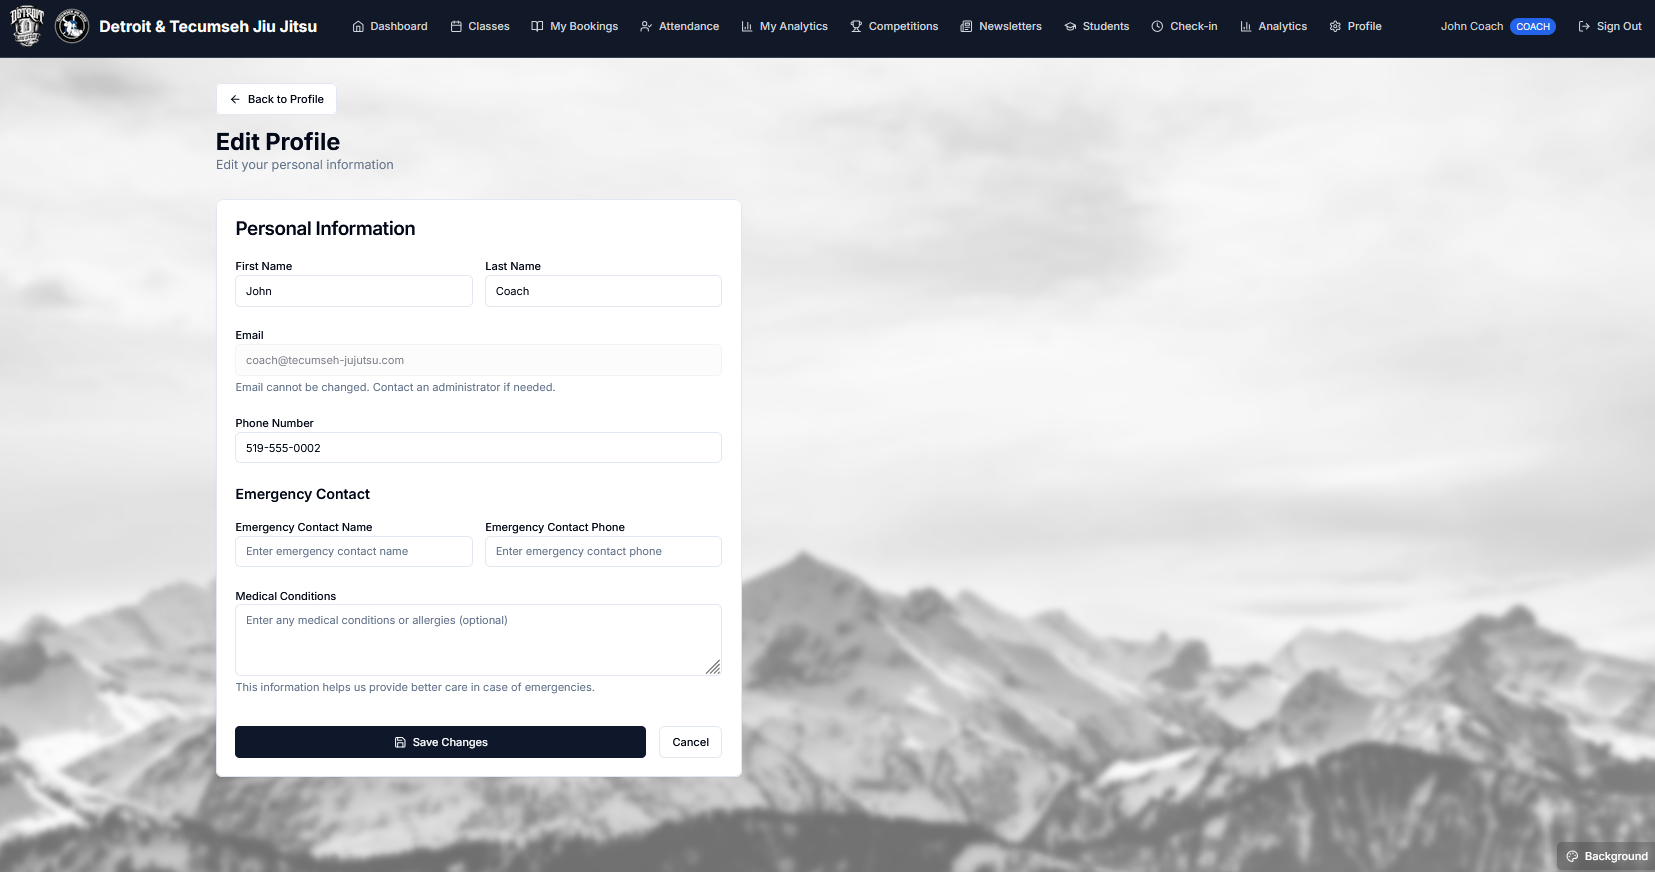 DETROIT
Detroit & Tecumseh Jiu Jitsu
Dashboard
Classes
My Bookings
Attendance
My Analytics
Competitions
Newsletters
Students
Check-in
Analytics
Profile
John Coach COACH
Sign Out
Back to Profile
Edit Profile
Edit your personal information
Personal Information
First Name
Last Name
John
Coach
Email
coach@tecumseh-jujutsu.com
Email cannot be changed. Contact an administrator if needed.
Phone Number
519-555-0002
Emergency Contact
Emergency Contact Name
Emergency Contact Phone
Enter emergency contact name
Enter emergency contact phone
Medical Conditions
Enter any medical conditions or allergies (optional)
This information helps us provide better care in case of emergencies.
Save Changes
Cancel
Background